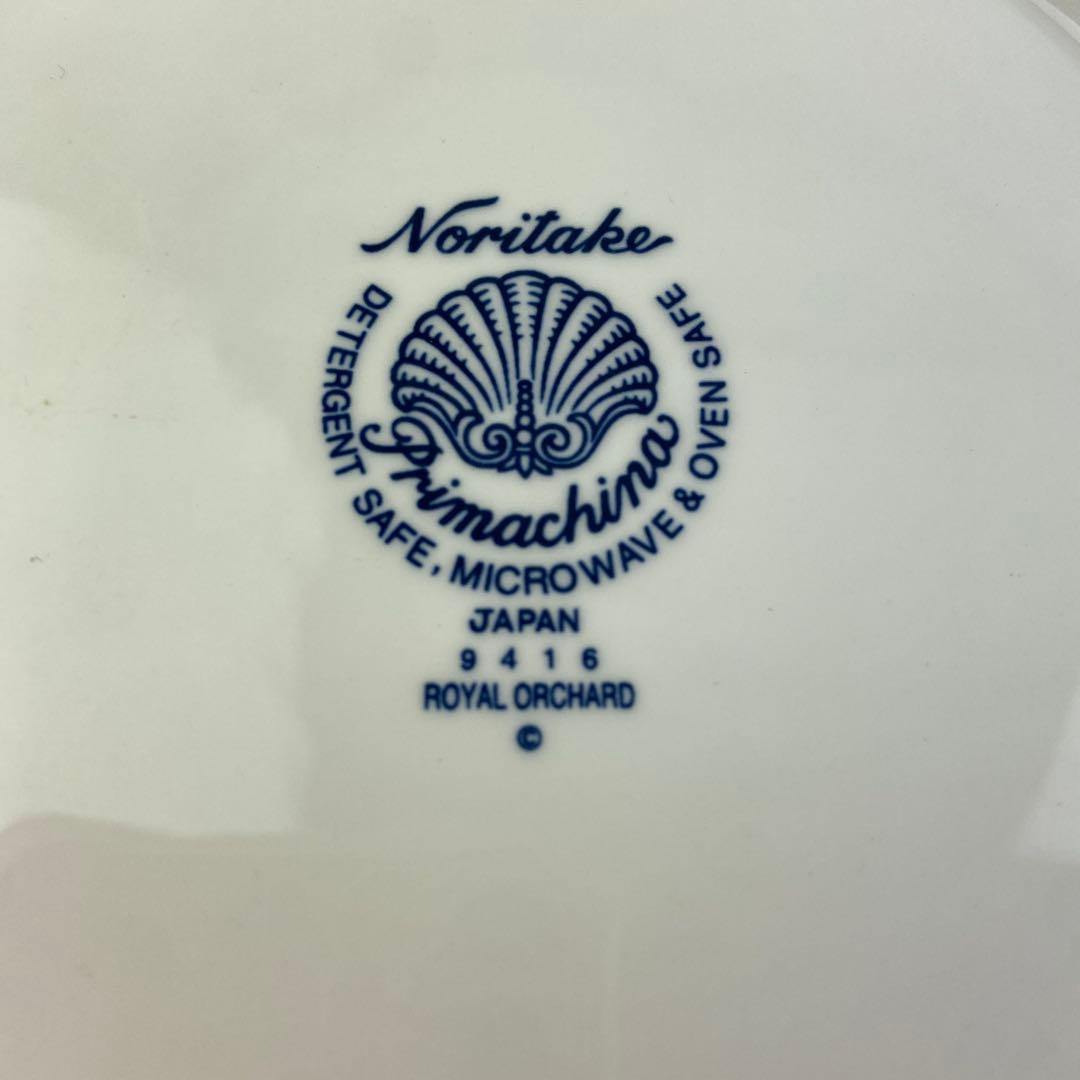 Noritake
Primachina
DETERGENT SAFE, MICROWAVE & OVEN SAFE
JAPAN
9416
ROYAL ORCHARD
©